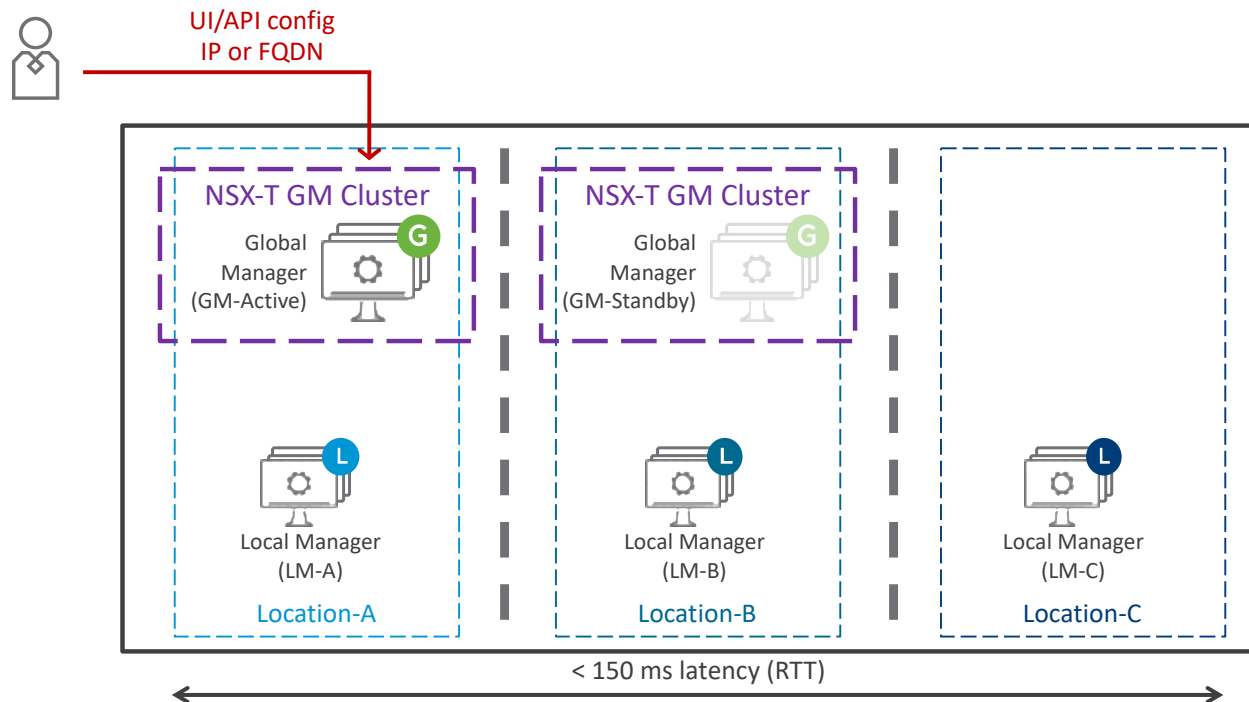 UI/API config
IP or FQDN
NSX-T GM Cluster
G
Global
Manager
(GM-Active)
NSX-T GM Cluster
G
Global
Manager
(GM-Standby)
L
Local Manager
(LM-A)
Location-A
L
Local Manager
(LM-B)
Location-B
L
Local Manager
(LM-C)
Location-C
< 150 ms latency (RTT)